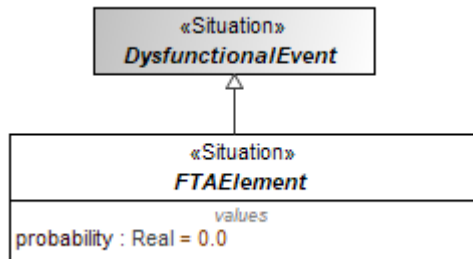 «Situation»
DysfunctionalEvent
«Situation»
FTAElement
values
probability : Real = 0.0